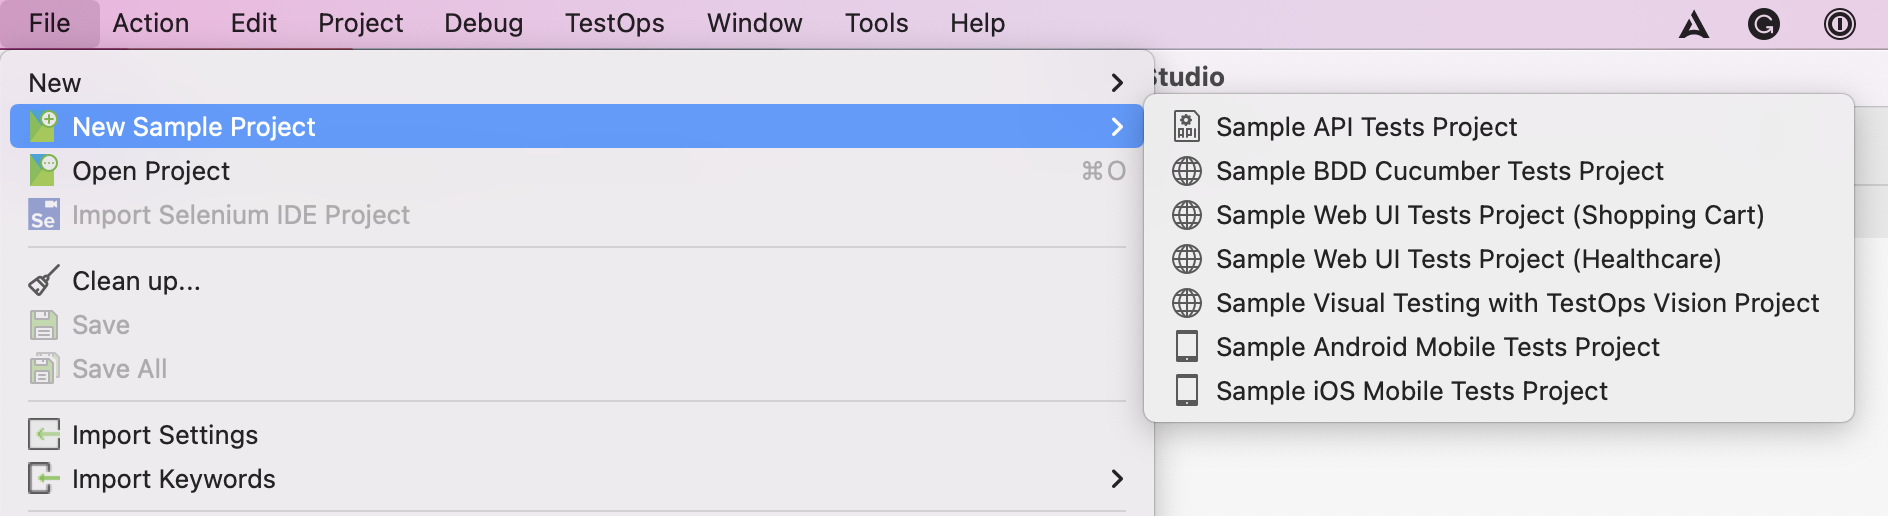 File Action Edit Project Debug TestOps Window Tools Help
Studio
New
New Sample Project
Open Project ⌘O
Se Import Selenium IDE Project
Clean up...
Save
Save All
Import Settings
Import Keywords
API Sample API Tests Project
Sample BDD Cucumber Tests Project
Sample Web UI Tests Project (Shopping Cart)
Sample Web UI Tests Project (Healthcare)
Sample Visual Testing with TestOps Vision Project
Sample Android Mobile Tests Project
Sample iOS Mobile Tests Project